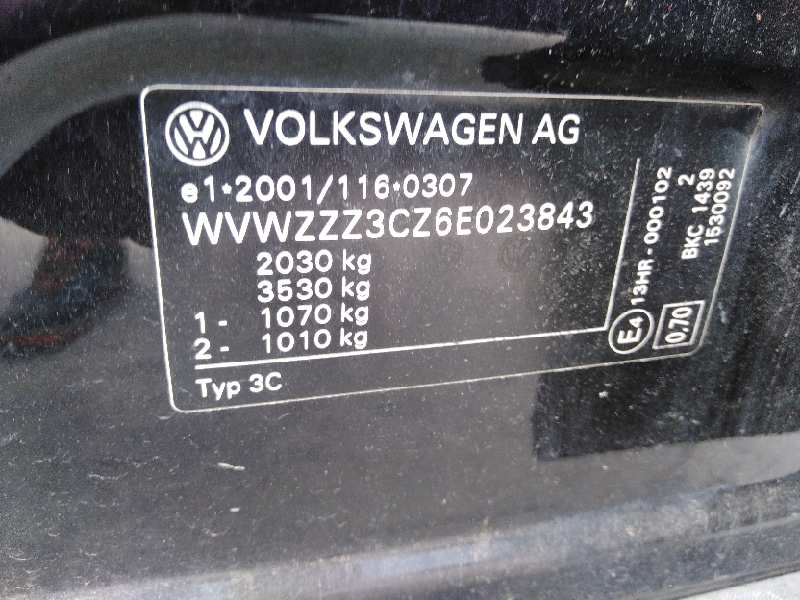 VOLKSWAGEN AG
e1*2001/116*0307
WVWZZZ3CZ6E023843
2030 kg
3530 kg
1- 1070 kg
2- 1010 kg
Typ 3C
E4 13HR-000102
0,70
BKC 1439
2
1530092